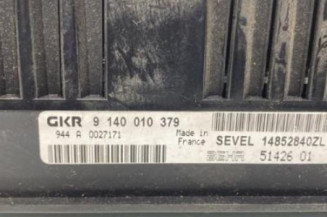 GKR 9 140 010 379
944 A 0027171
Made in
France
SEVEL 14852840ZL
51426 01